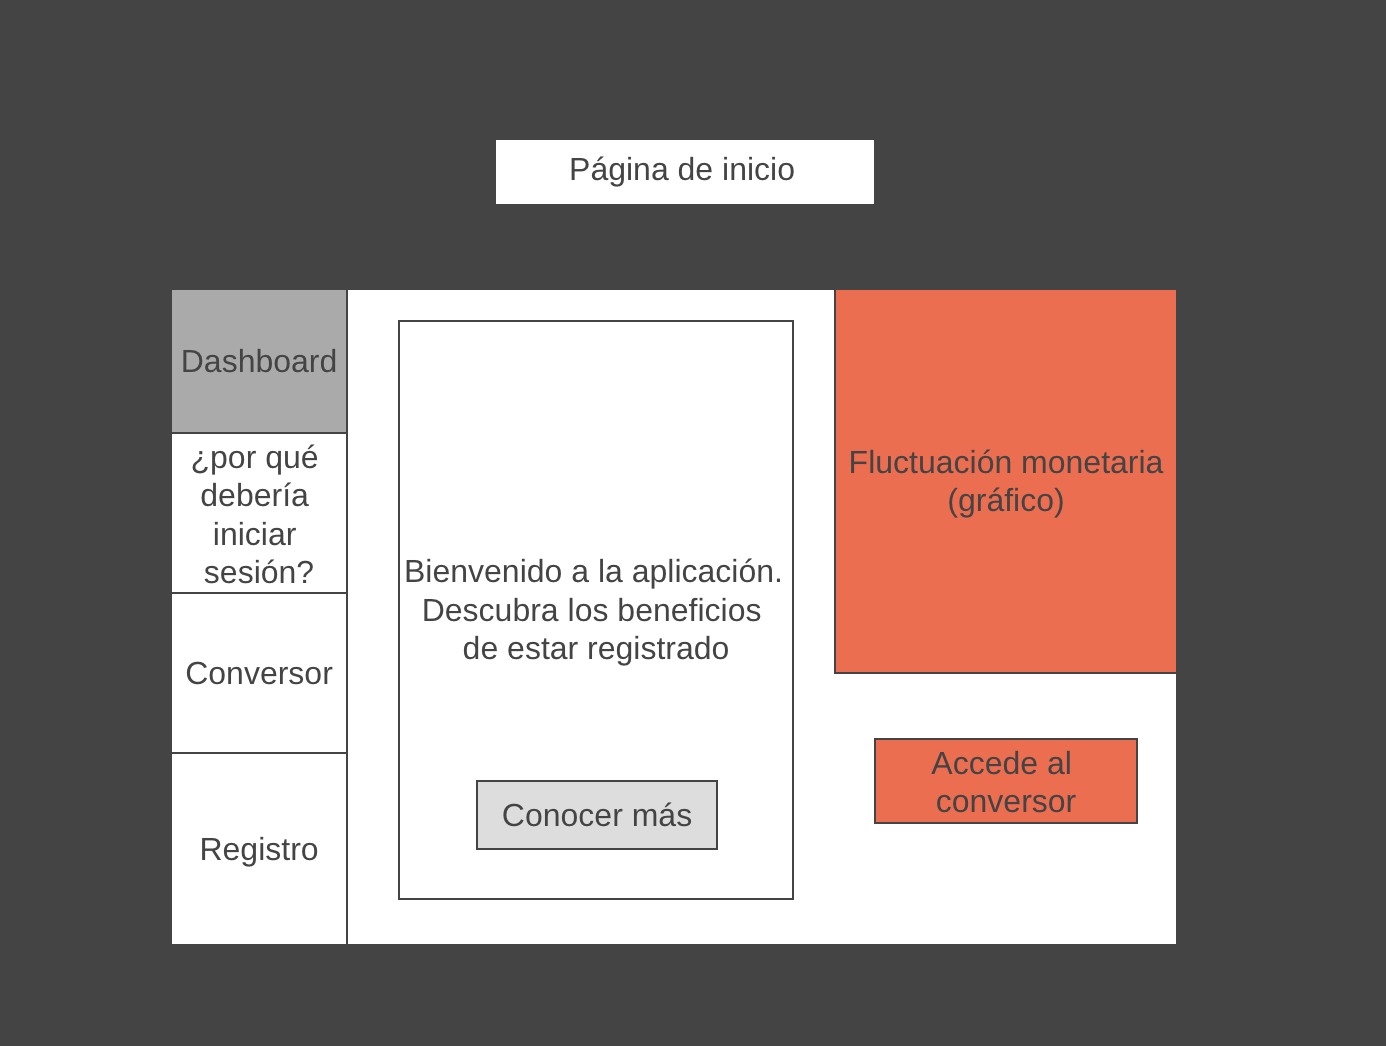 Página de inicio
Dashboard
¿por qué
debería
iniciar
sesión?
Conversor
Registro
Bienvenido a la aplicación.
Descubra los beneficios
de estar registrado
Conocer más
Fluctuación monetaria
(gráfico)
Accede al
conversor